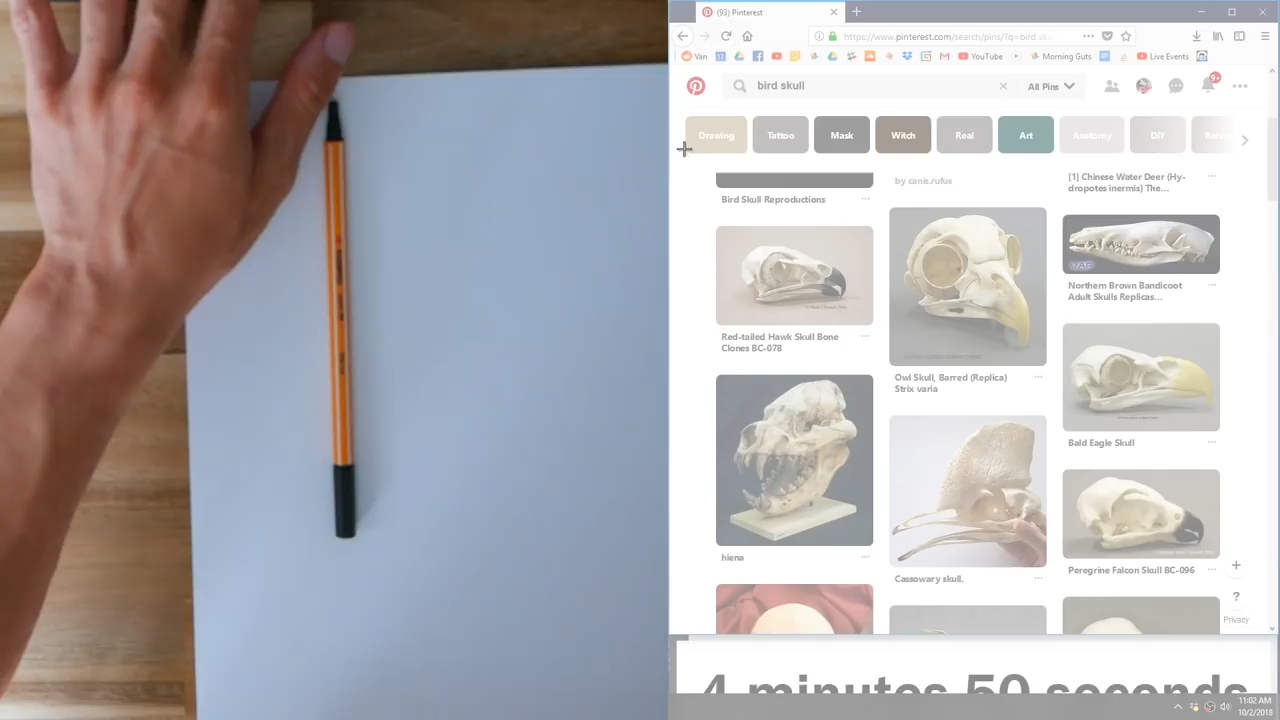 (93) Pinterest
https://www.pinterest.com/search/pins/?q=bird sku
Van
YouTube
Morning Guts
Live Events
bird skull
All Pins
9+
Drawing
Tattoo
Mask
Witch
Real
Art
Anatomy
DIY
Bird Skull Reproductions
by canis.rufus
[1] Chinese Water Deer (Hy-
dropotes inermis) The...
Red-tailed Hawk Skull Bone
Clones BC-078
Owl Skull, Barred (Replica)
Strix varia
Northern Brown Bandicoot
Adult Skulls Replicas...
Bald Eagle Skull
hiena
Cassowary skull.
Peregrine Falcon Skull BC-096
?
Privacy
4 minutes 50 seconds
11:02 AM
10/2/2018